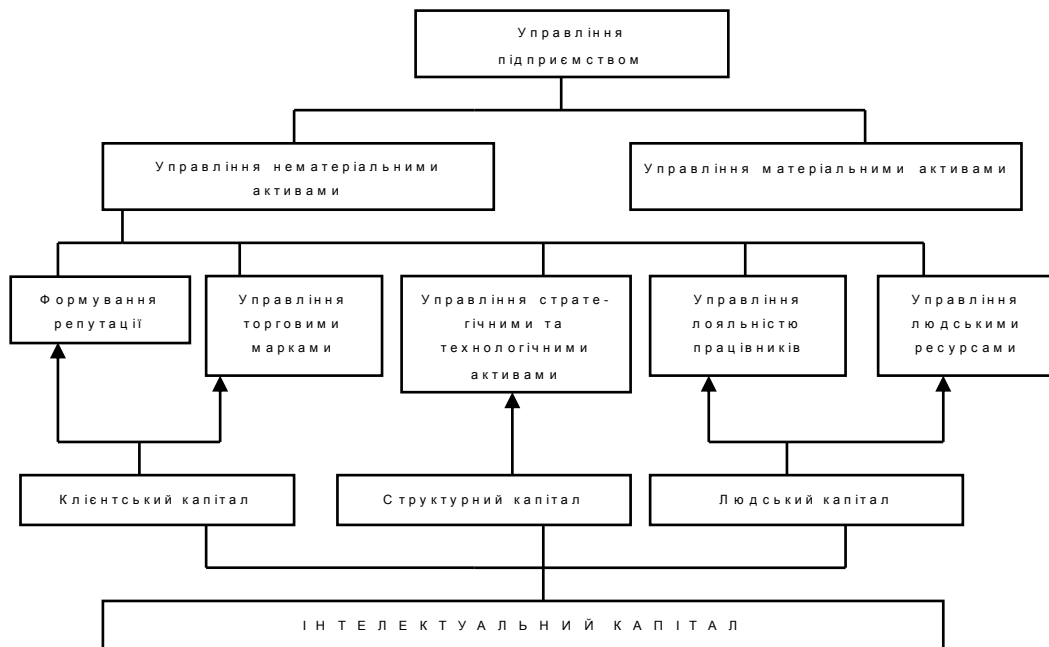 Управління
підприємством
Управління нематеріальними
активами
Управління матеріальними активами
Формування
репутації
Управління
торговими
марками
Управління страте-
гічними та
технологічними
активами
Управління
лояльністю
працівників
Управління
людськими
ресурсами
Клієнтський капітал
Структурний капітал
Людський капітал
ІНТЕЛЕКТУАЛЬНИЙ КАПІТАЛ